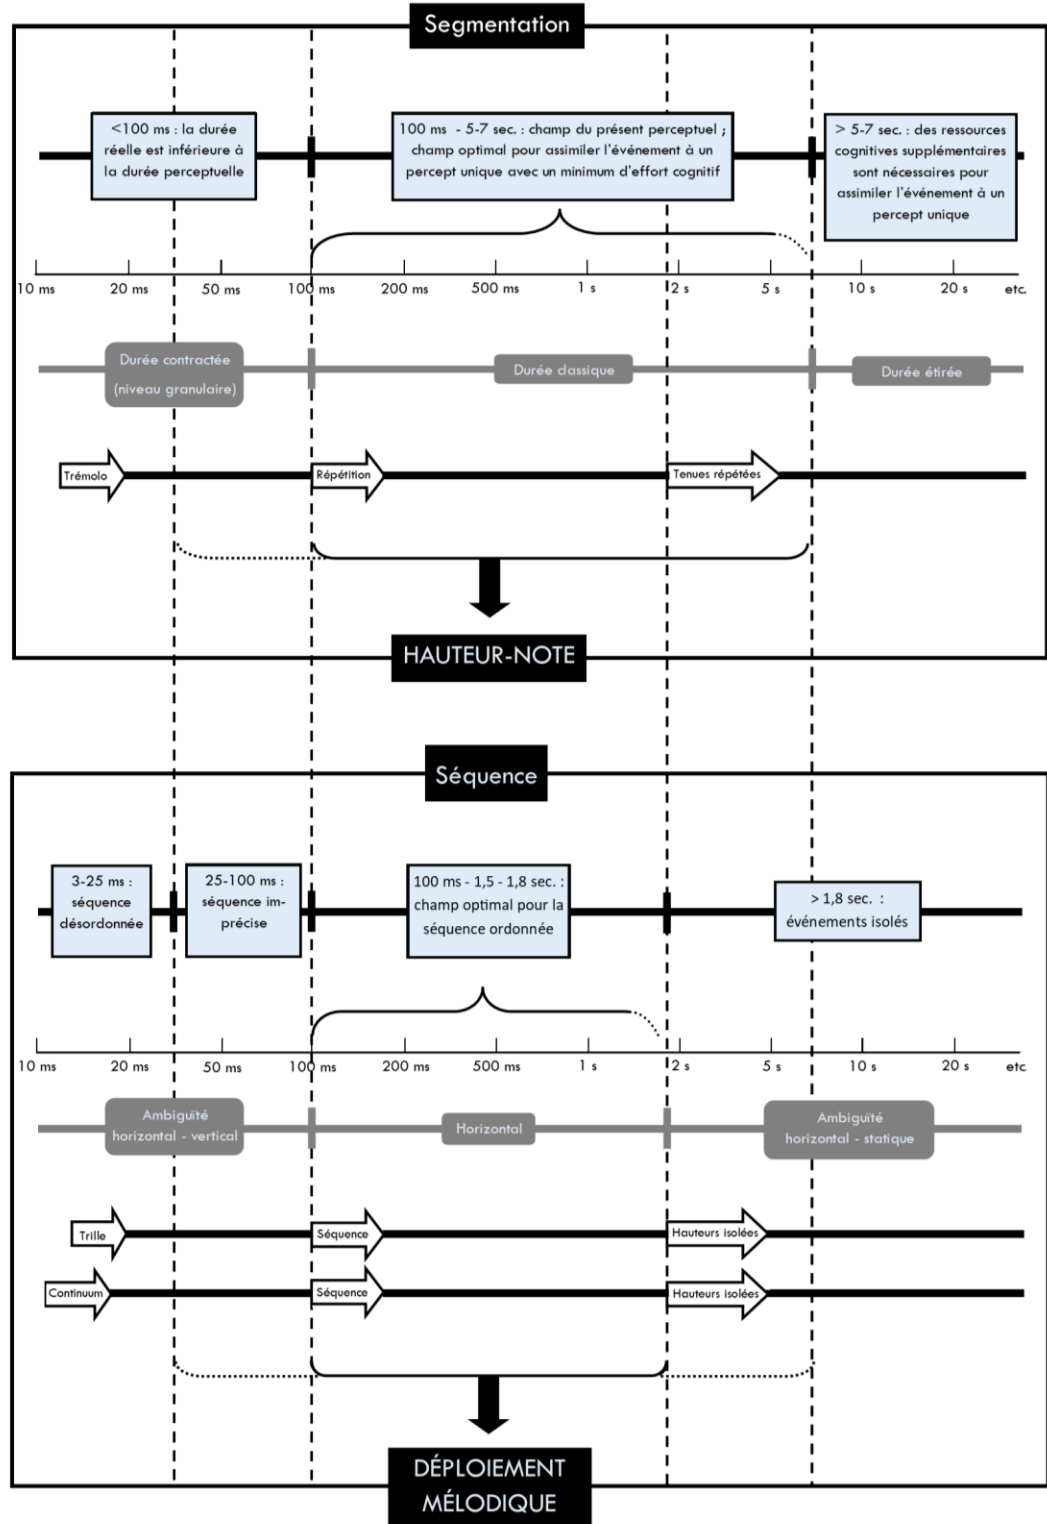 Segmentation
<100 ms : la durée
réelle est inférieure à
la durée perceptuelle
100 ms - 5-7 sec. : champ du présent perceptuel ;
champ optimal pour assimiler l'événement à un
percept unique avec un minimum d'effort cognitif
> 5-7 sec. : des ressources
cognitives supplémentaires
sont nécessaires pour
assimiler l'événement à un
percept unique
10 ms 20 ms 50 ms 100 ms 200 ms 500 ms 1 s 2 s 5 s 10 s 20 s etc.
Durée contractée
(niveau granulaire)
Durée classique
Durée étirée
Trémolo
Répétition
Tenues répétées
HAUTEUR-NOTE
Séquence
3-25 ms :
séquence
désordonnée
25-100 ms :
séquence im-
précise
100 ms - 1,5 - 1,8 sec. :
champ optimal pour la
séquence ordonnée
> 1,8 sec. :
événements isolés
10 ms 20 ms 50 ms 100 ms 200 ms 500 ms 1 s 2 s 5 s 10 s 20 s etc
Ambiguïté
horizontal - vertical
Horizontal
Ambiguïté
horizontal - statique
Trille
Séquence
Hauteurs isolées
Continuum
Séquence
Hauteurs isolées
DÉPLOIEMENT
MÉLODIQUE